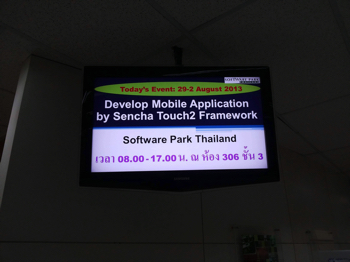 SOFTWARE PARK
Today's Event: 29-2 August 2013
Develop Mobile Application
by Sencha Touch2 Framework
Software Park Thailand
เวลา 08.00 - 17.00 น. ณ ห้อง 306 ชั้น 3